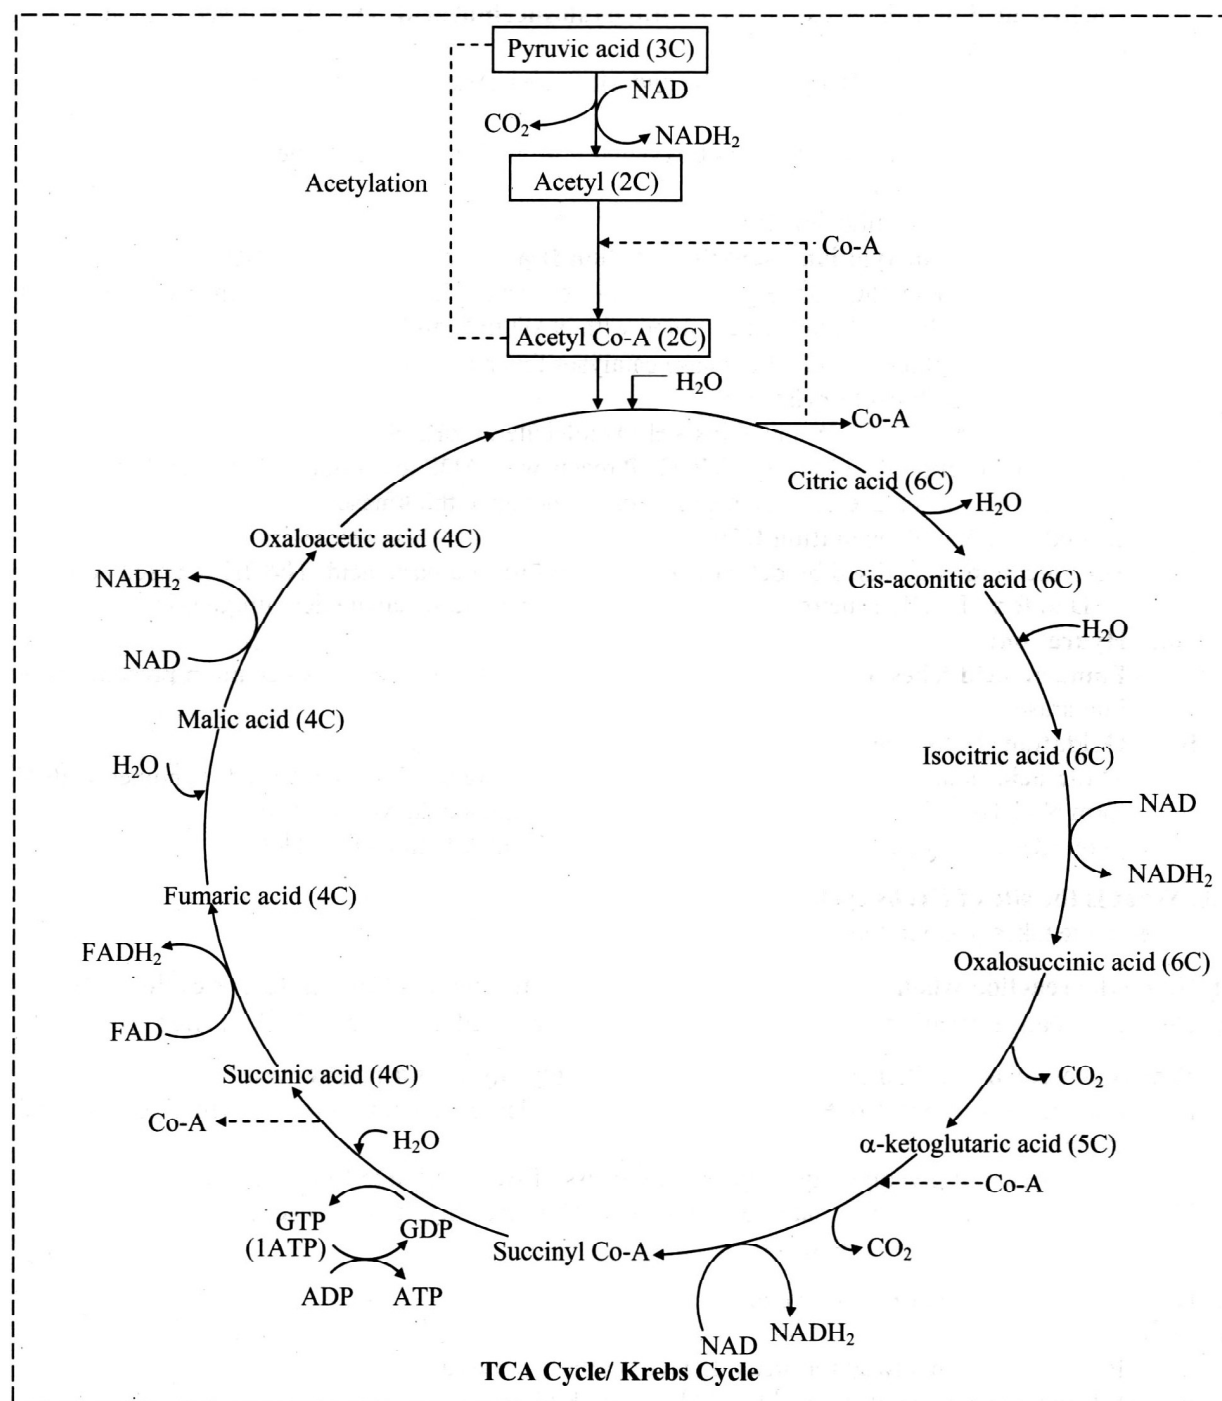 Pyruvic acid (3C)
NAD
CO₂
NADH₂
Acetyl (2C)
Acetylation
Co-A
Acetyl Co-A (2C)
H₂O
Co-A
Citric acid (6C)
H₂O
Oxaloacetic acid (4C)
Cis-aconitic acid (6C)
NADH₂
H₂O
NAD
Malic acid (4C)
Isocitric acid (6C)
H₂O
NAD
NADH₂
Fumaric acid (4C)
FADH₂
Oxalosuccinic acid (6C)
FAD
Succinic acid (4C)
CO₂
Co-A
H₂O
α-ketoglutaric acid (5C)
Co-A
GTP
(1ATP)
GDP
Succinyl Co-A
CO₂
ADP
ATP
NAD
NADH₂
TCA Cycle/ Krebs Cycle